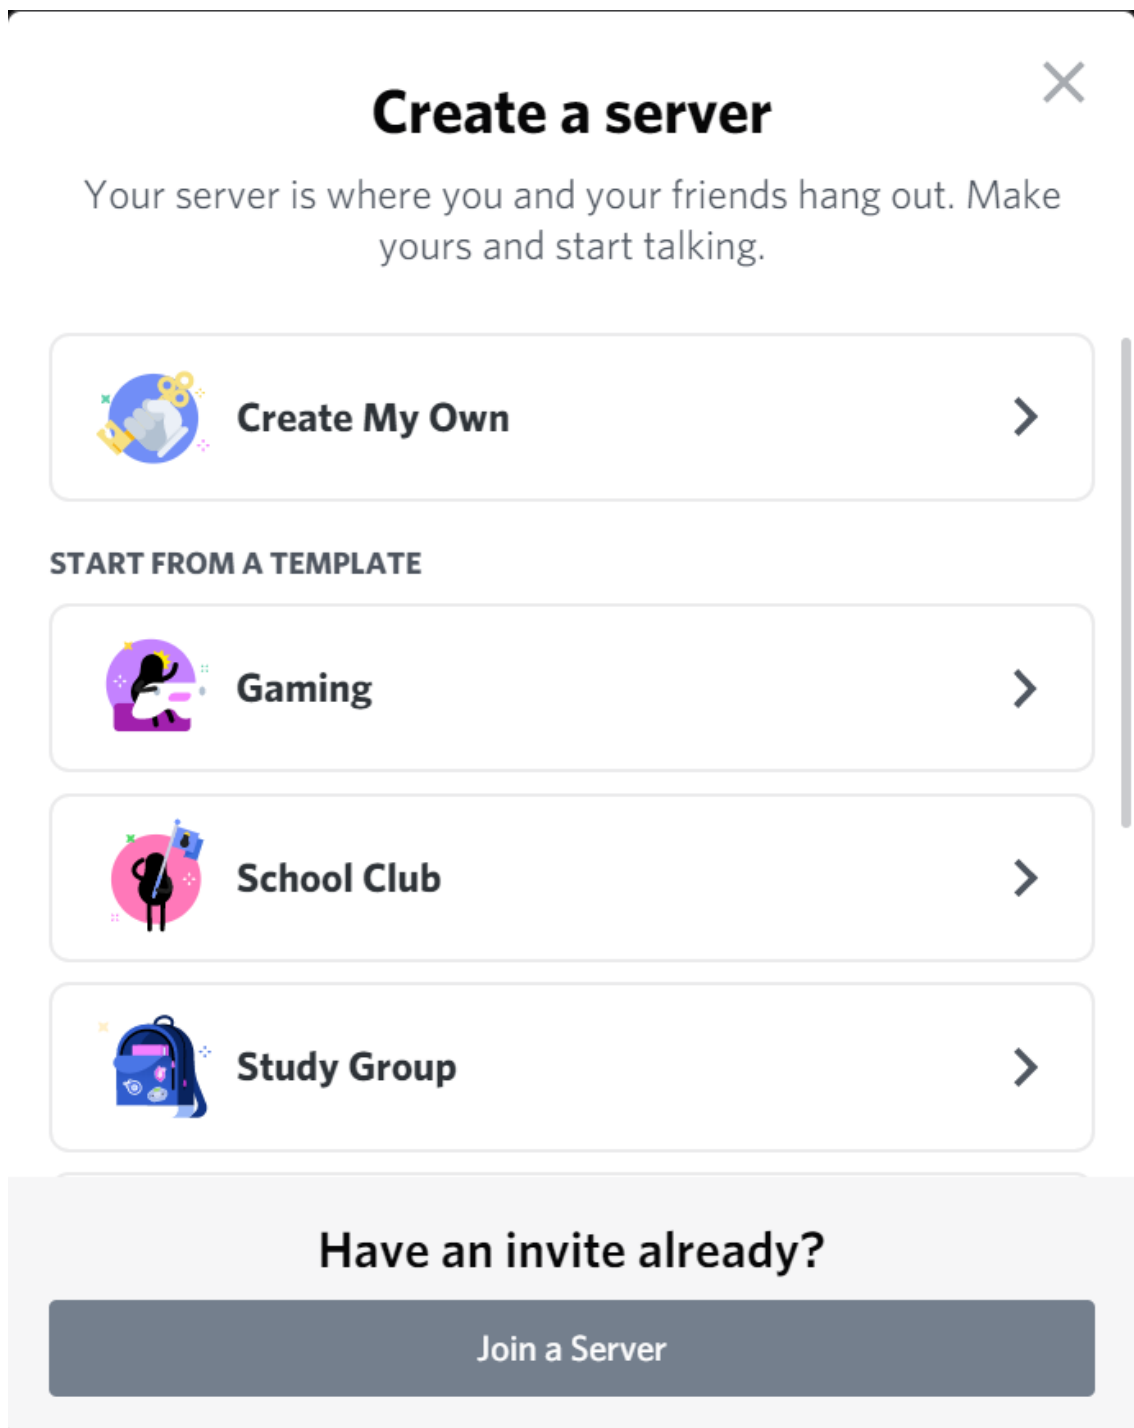 Create a server
Your server is where you and your friends hang out. Make
yours and start talking.
Create My Own
START FROM A TEMPLATE
Gaming
School Club
Study Group
Have an invite already?
Join a Server